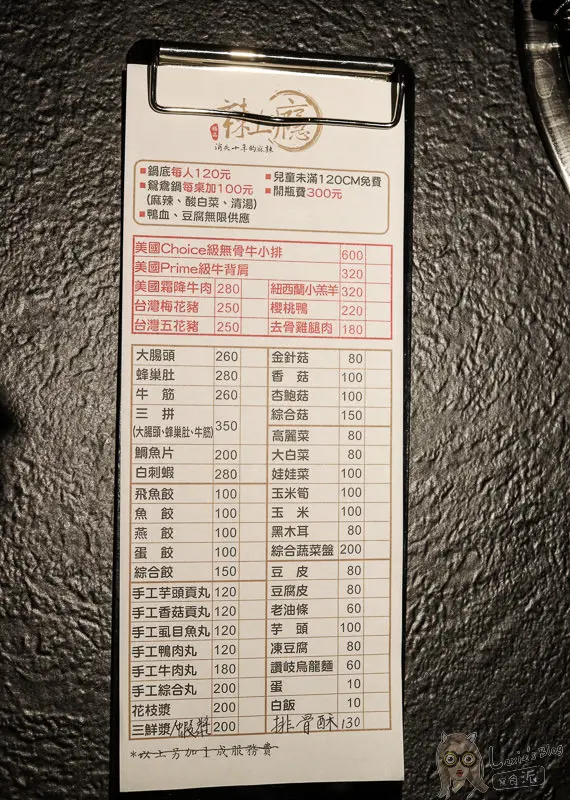 辣上癮
消失十年的麻辣
■鍋底每人120元 ■兒童未滿120CM免費
■鴛鴦鍋每桌加100元 ■開瓶費300元
(麻辣、酸白菜、清湯)
■鴨血、豆腐無限供應
美國Choice級無骨牛小排 600
美國Prime級牛背肩 320
美國霜降牛肉 280 紐西蘭小羔羊 320
台灣梅花豬 250 櫻桃鴨 220
台灣五花豬 250 去骨雞腿肉 180
大腸頭 260 金針菇 80
蜂巢肚 280 香菇 100
牛筋 260 杏鮑菇 100
三拼 350 綜合菇 150
(大腸頭、蜂巢肚、牛筋) 高麗菜 80
鯛魚片 200 大白菜 80
白刺蝦 280 娃娃菜 100
飛魚餃 100 玉米筍 100
魚餃 100 玉米 100
燕餃 100 黑木耳 80
蛋餃 100 綜合蔬菜盤 200
綜合餃 150 豆皮 80
手工芋頭貢丸 120 豆腐皮 80
手工香菇貢丸 120 老油條 60
手工虱目魚丸 120 芋頭 100
手工鴨肉丸 120 凍豆腐 80
手工牛肉丸 180 讚岐烏龍麵 60
手工綜合丸 200 蛋 10
花枝漿 200 白飯 10
三鮮漿/蝦漿 200 排骨酥 130
*以上另加1成服務費
Lexie's Blog